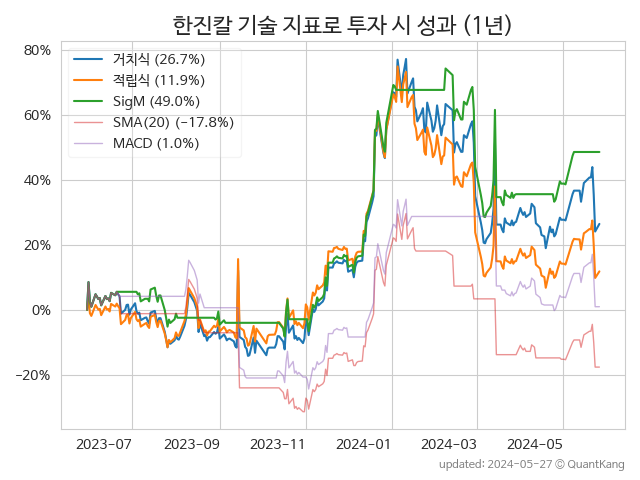 한진칼 기술 지표로 투자 시 성과 (1년)
80%
60%
40%
20%
0%
−20%
거치식 (26.7%)
적립식 (11.9%)
SigM (49.0%)
SMA(20) (−17.8%)
MACD (1.0%)
2023−07
2023−09
2023−11
2024−01
2024−03
2024−05
updated: 2024-05-27 © QuantKang